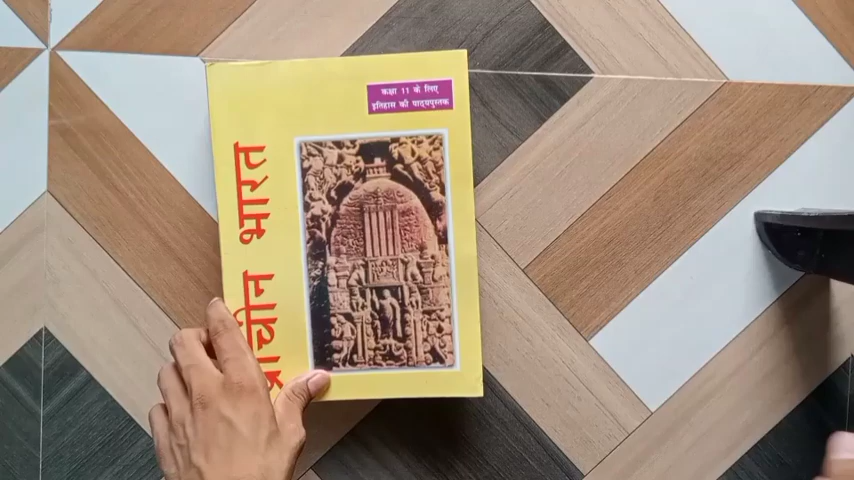 कक्षा 11 के लिए
इतिहास की पाठ्यपुस्तक
प्राचीन भारत